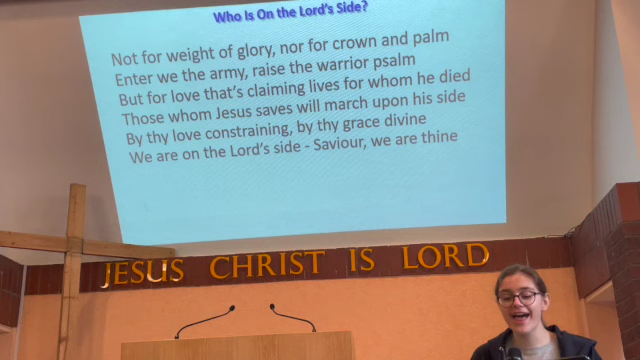 Who Is On the Lord's Side?
Not for weight of glory, nor for crown and palm
Enter we the army, raise the warrior psalm
But for love that's claiming lives for whom he died
Those whom Jesus saves will march upon his side
By thy love constraining, by thy grace divine
We are on the Lord's side - Saviour, we are thine
JESUS CHRIST IS LORD